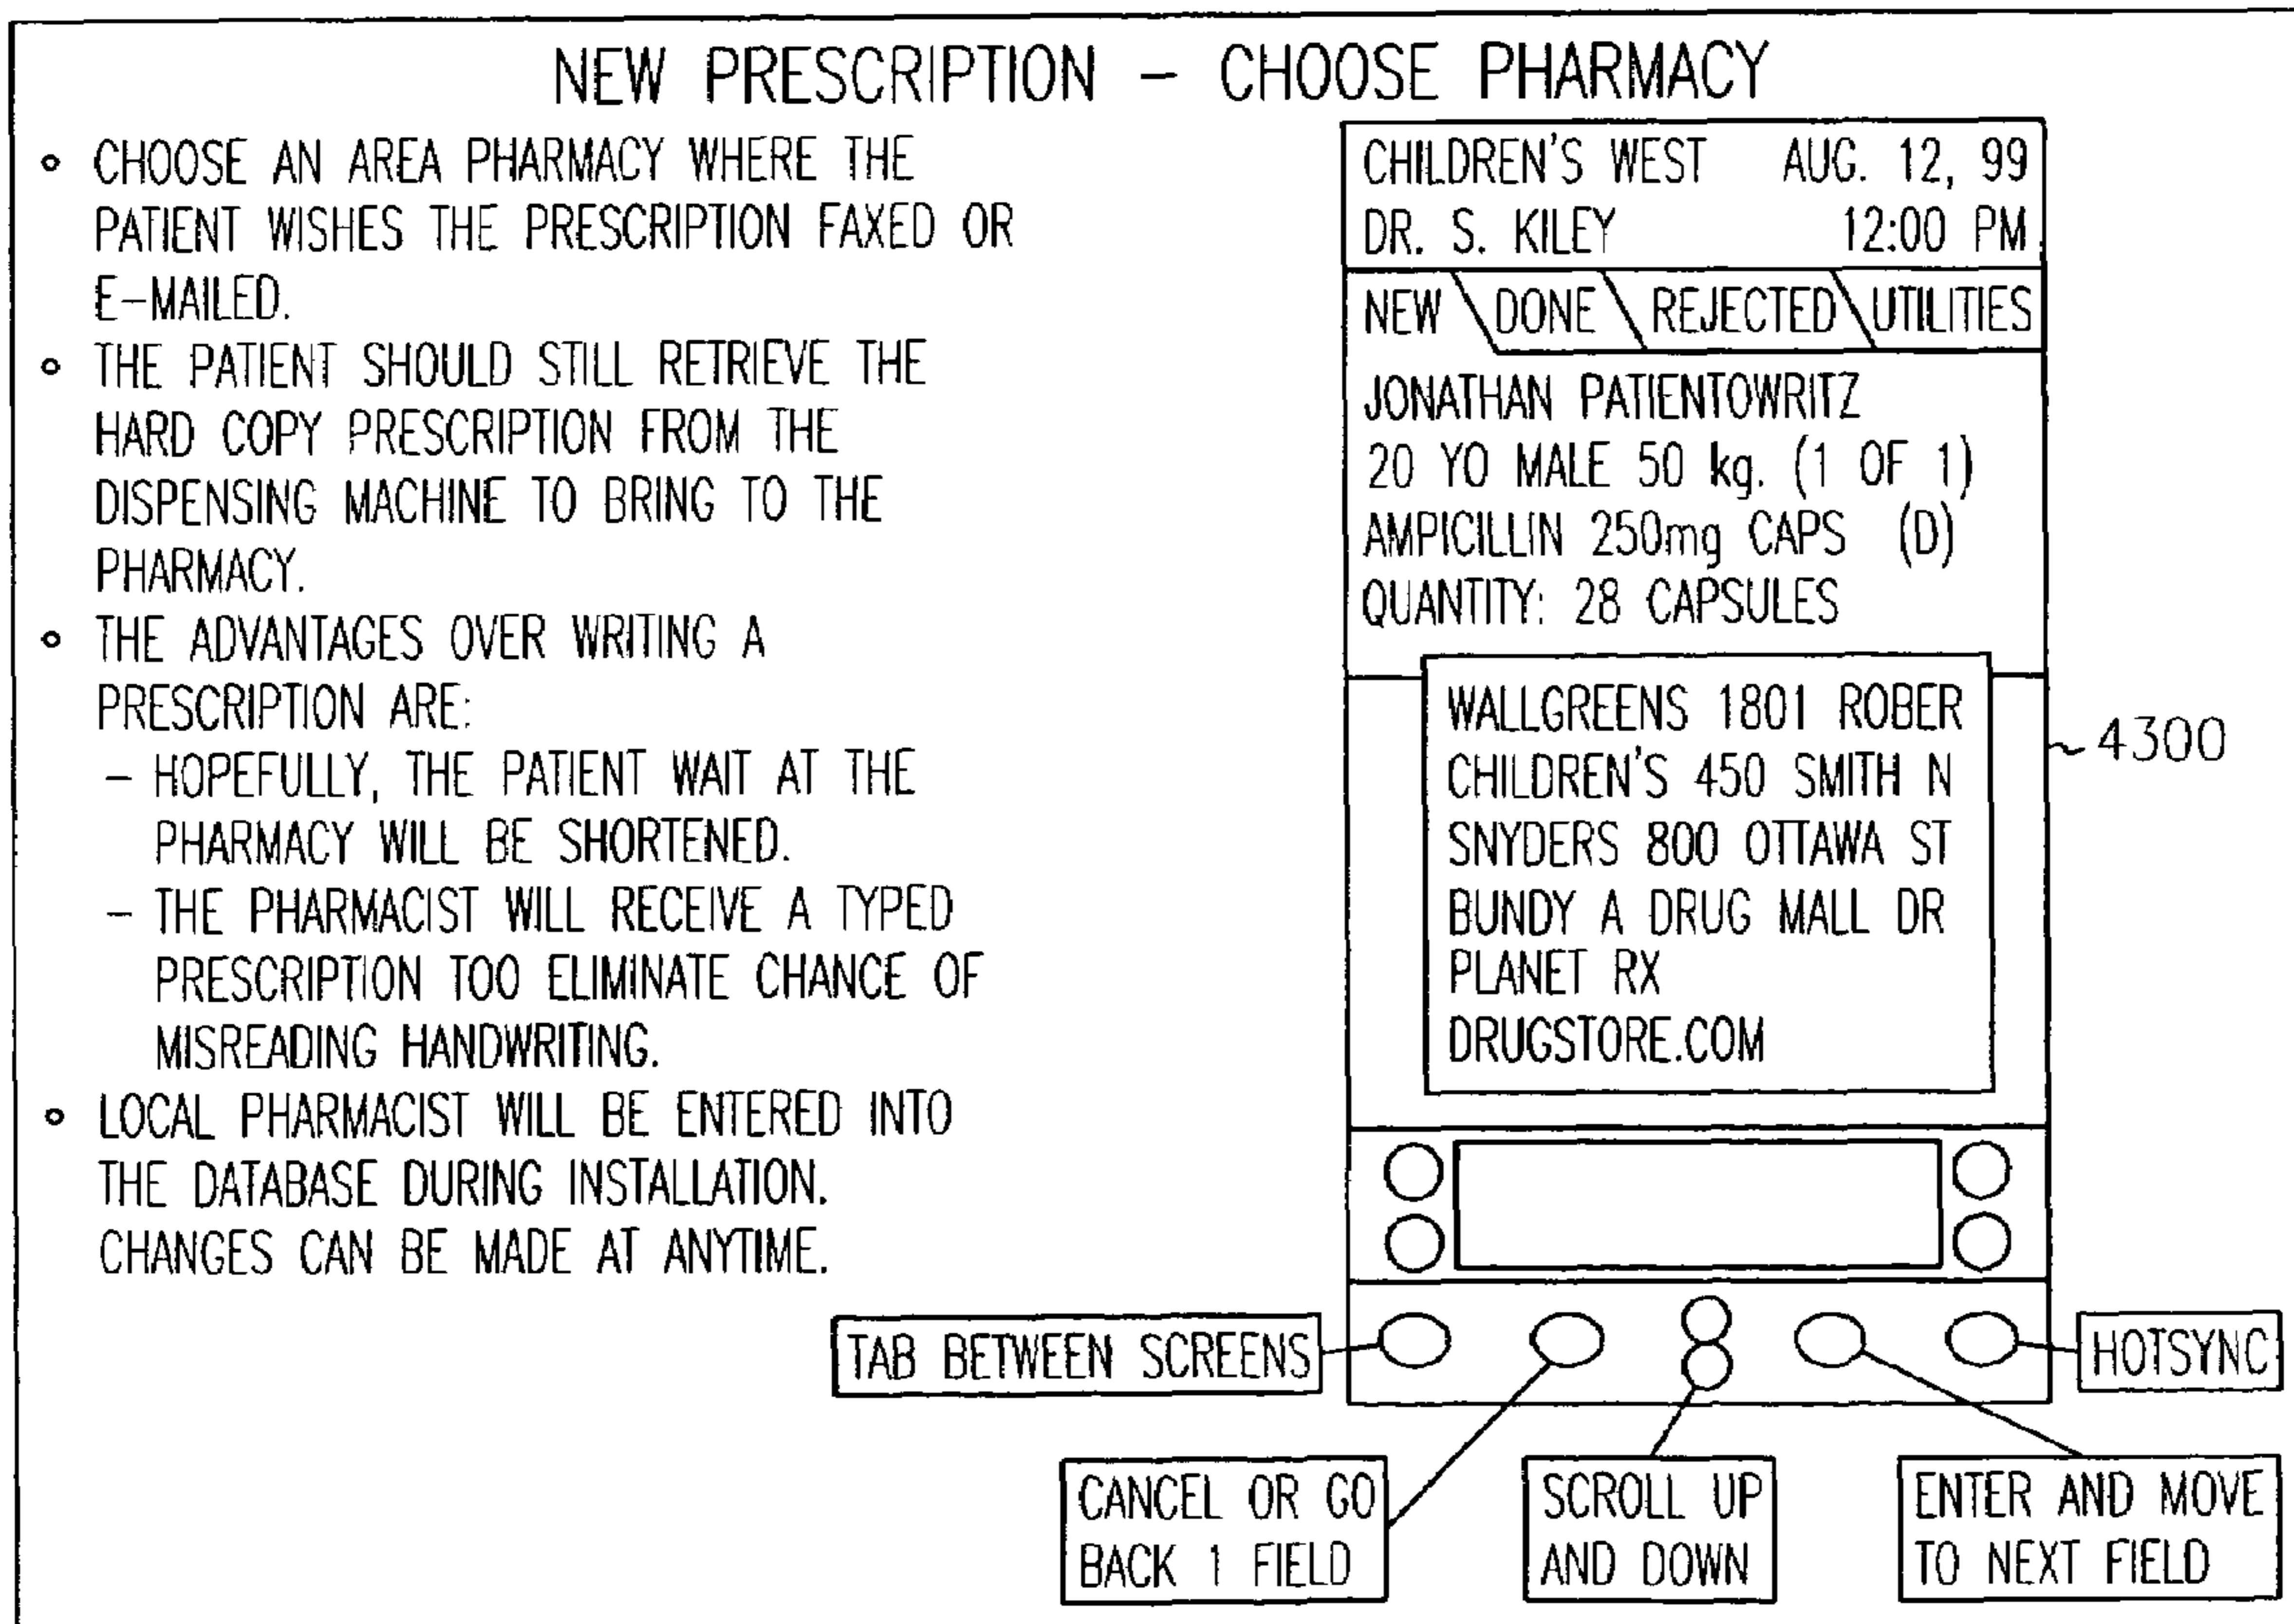 NEW PRESCRIPTION – CHOOSE PHARMACY
∘ CHOOSE AN AREA PHARMACY WHERE THE
PATIENT WISHES THE PRESCRIPTION FAXED OR
E-MAILED.
∘ THE PATIENT SHOULD STILL RETRIEVE THE
HARD COPY PRESCRIPTION FROM THE
DISPENSING MACHINE TO BRING TO THE
PHARMACY.
∘ THE ADVANTAGES OVER WRITING A
PRESCRIPTION ARE:
– HOPEFULLY, THE PATIENT WAIT AT THE
PHARMACY WILL BE SHORTENED.
– THE PHARMACIST WILL RECEIVE A TYPED
PRESCRIPTION TOO ELIMINATE CHANCE OF
MISREADING HANDWRITING.
∘ LOCAL PHARMACIST WILL BE ENTERED INTO
THE DATABASE DURING INSTALLATION.
CHANGES CAN BE MADE AT ANYTIME.
CHILDREN'S WEST AUG. 12, 99
DR. S. KILEY 12:00 PM
NEW DONE REJECTED UTILITIES
JONATHAN PATIENTOWRITZ
20 YO MALE 50 kg. (1 OF 1)
AMPICILLIN 250mg CAPS (D)
QUANTITY: 28 CAPSULES
WALLGREENS 1801 ROBER
CHILDREN'S 450 SMITH N
SNYDERS 800 OTTAWA ST
BUNDY A DRUG MALL DR
PLANET RX
DRUGSTORE.COM
4300
TAB BETWEEN SCREENS
HOTSYNC
CANCEL OR GO
BACK 1 FIELD
SCROLL UP
AND DOWN
ENTER AND MOVE
TO NEXT FIELD